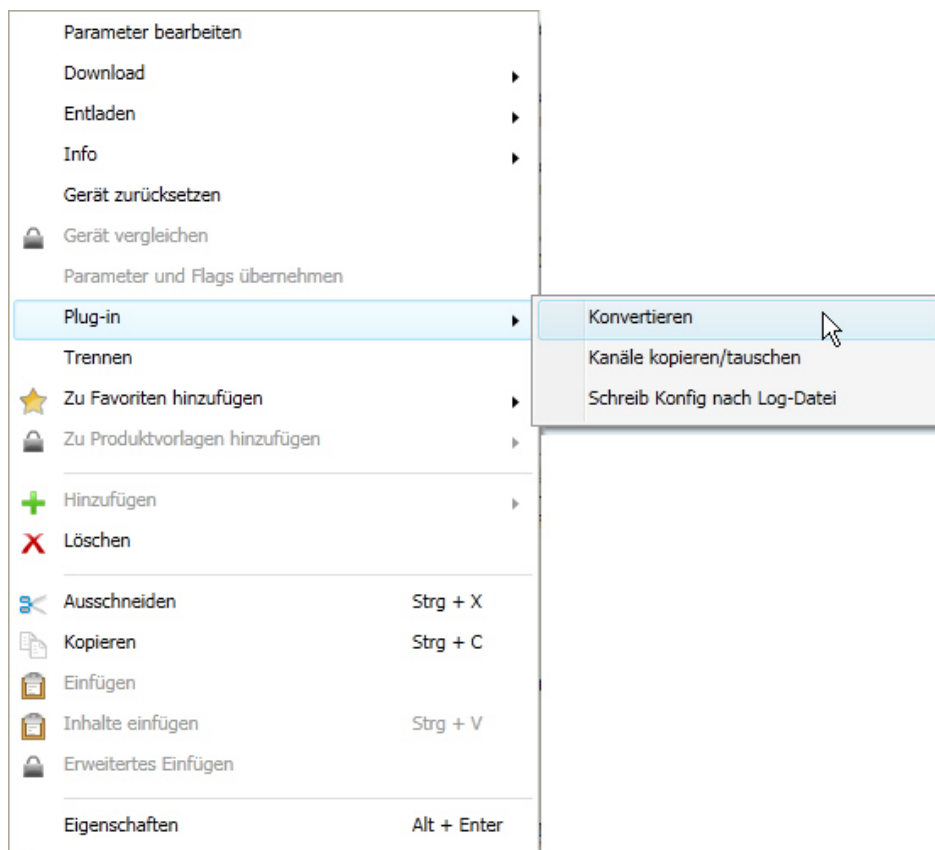 Parameter bearbeiten
Download
Entladen
Info
Gerät zurücksetzen
Gerät vergleichen
Parameter und Flags übernehmen
Plug-in
Konvertieren
Trennen
Kanäle kopieren/tauschen
Zu Favoriten hinzufügen
Schreib Konfig nach Log-Datei
Zu Produktvorlagen hinzufügen
Hinzufügen
Löschen
Ausschneiden Strg + X
Kopieren Strg + C
Einfügen
Inhalte einfügen Strg + V
Erweitertes Einfügen
Eigenschaften Alt + Enter